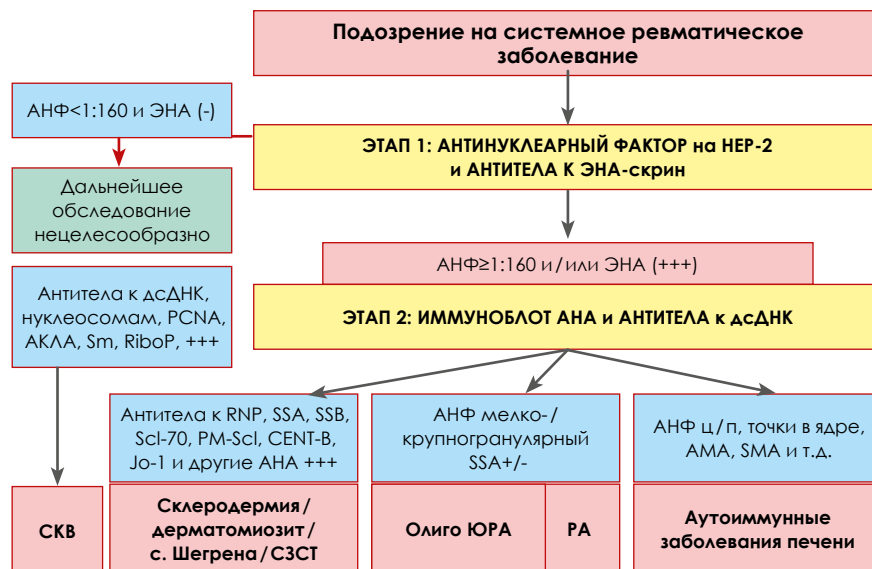 Подозрение на системное ревматическое
заболевание
АНФ<1:160 и ЭНА (-)
ЭТАП 1: АНТИНУКЛЕАРНЫЙ ФАКТОР на НЕР-2
и АНТИТЕЛА К ЭНА-скрин
Дальнейшее
обследование
нецелесообразно
АНФ≥1:160 и/или ЭНА (+++)
Антитела к дсДНК,
нуклеосомам, PCNA,
АКЛА, Sm, RiboP, +++
ЭТАП 2: ИММУНОБЛОТ АНА и АНТИТЕЛА к дсДНК
Антитела к RNP, SSA, SSB,
Scl-70, PM-Scl, CENT-B,
Jo-1 и другие АНА +++
АНФ мелко-/
крупногранулярный
SSA+/-
АНФ ц/п, точки в ядре,
АМА, SMA и т.д.
СКВ
Склеродермия/
дерматомиозит/
с. Шегрена/СЗСТ
Олиго ЮРА
РА
Аутоиммунные
заболевания печени